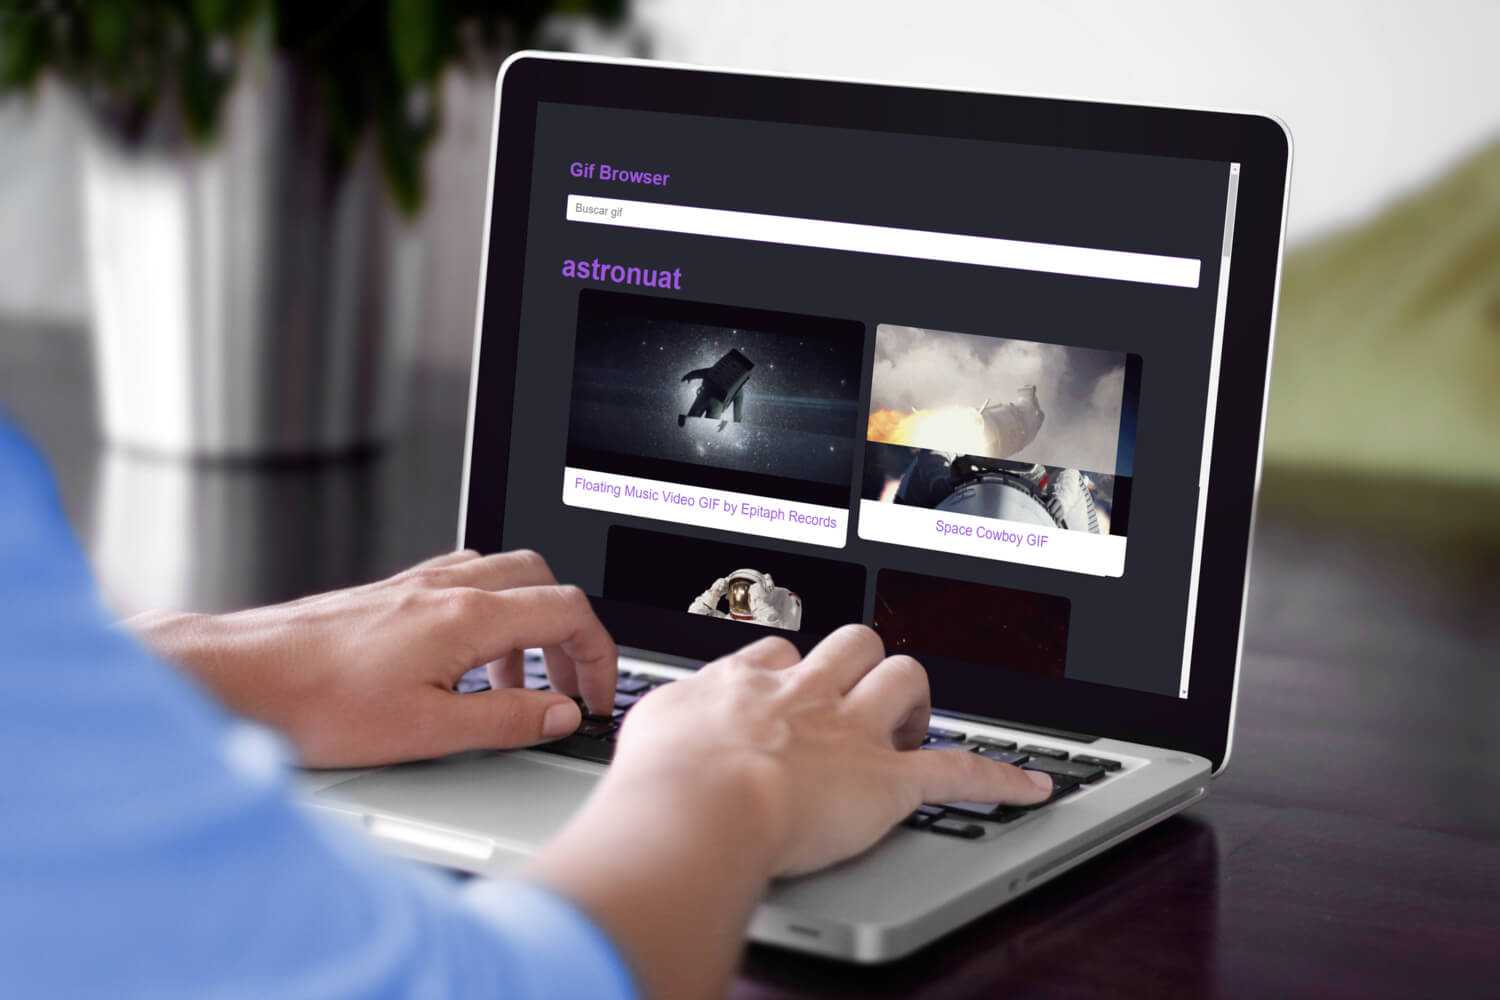 Gif Browser
Buscar gif
astronuat
Floating Music Video GIF by Epitaph Records
Space Cowboy GIF